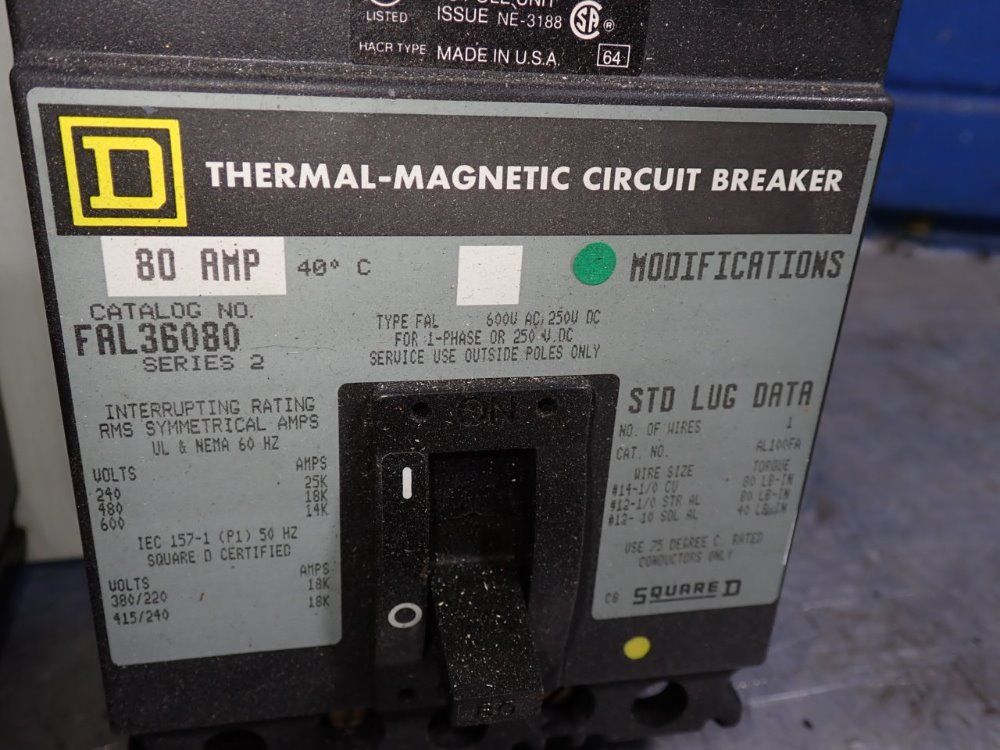 LISTED
ISSUE NE-3188 SA ®
HACR TYPE MADE IN U.S.A. 64
D THERMAL-MAGNETIC CIRCUIT BREAKER
80 AMP 40° C
MODIFICATIONS
CATALOG NO.
FAL36080
SERIES 2
TYPE FAL 600V AC, 250V DC
FOR 1-PHASE OR 250 V.DC
SERVICE USE OUTSIDE POLES ONLY
INTERRUPTING RATING
RMS SYMMETRICAL AMPS
UL & NEMA 60 HZ
VOLTS AMPS
240 25K
480 18K
600 14K
IEC 157-1 (P1) 50 HZ
SQUARE D CERTIFIED
VOLTS AMPS
380/220 18K
415/240 18K
ON
I
O
80
STD LUG DATA
NO. OF WIRES 1
CAT. NO. AL100FA
WIRE SIZE TORQUE
#14-1/0 CU 80 LB-IN
#12-1/0 STR AL 80 LB-IN
#12-10 SOL AL 40 LB-IN
USE 75 DEGREE C. RATED
CONDUCTORS ONLY
SQUARE D